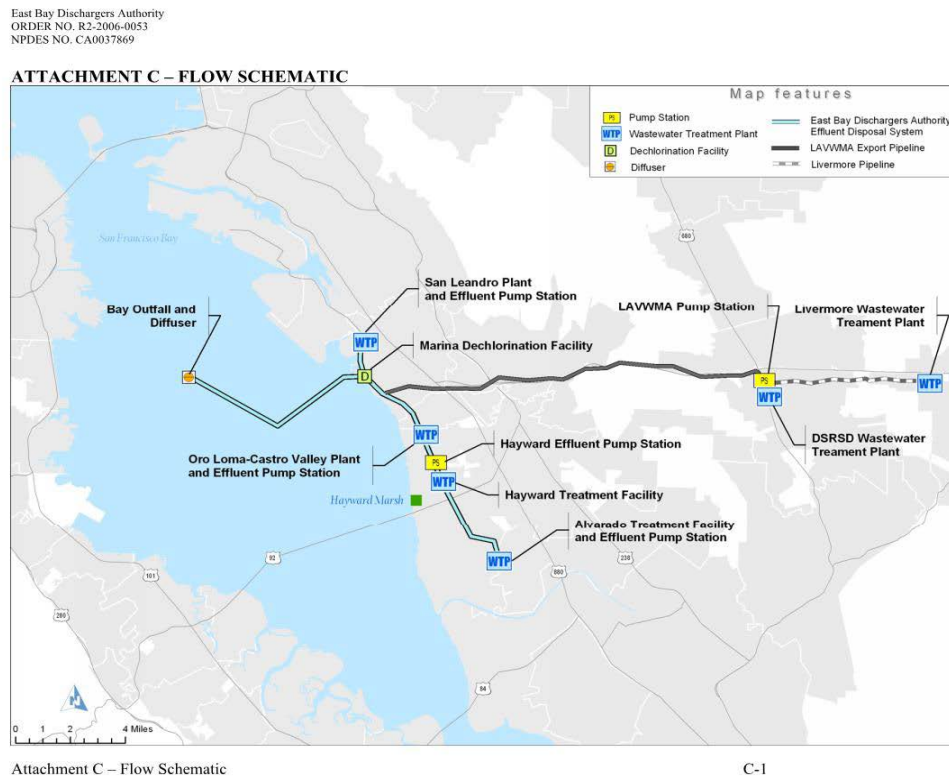 East Bay Dischargers Authority
ORDER NO. R2-2006-0053
NPDES NO. CA0037869
ATTACHMENT C – FLOW SCHEMATIC
Map features
PS Pump Station
WTP Wastewater Treatment Plant
D Dechlorination Facility
Diffuser
East Bay Dischargers Authority
Effluent Disposal System
LAVWMA Export Pipeline
Livermore Pipeline
San Francisco Bay
680
San Leandro Plant
and Effluent Pump Station
LAVWMA Pump Station
Livermore Wastewater
Treament Plant
Bay Outfall and
Diffuser
WTP
Marina Dechlorination Facility
D
PS
WTP
WTP
WTP
DSRSD Wastewater
Treament Plant
Hayward Effluent Pump Station
Oro Loma-Castro Valley Plant
and Effluent Pump Station
PS
WTP
Hayward Treatment Facility
Hayward Marsh
Alvarado Treatment Facility
and Effluent Pump Station
WTP
92
238
880
101
280
84
0 1 2 4 Miles
Attachment C – Flow Schematic
C-1